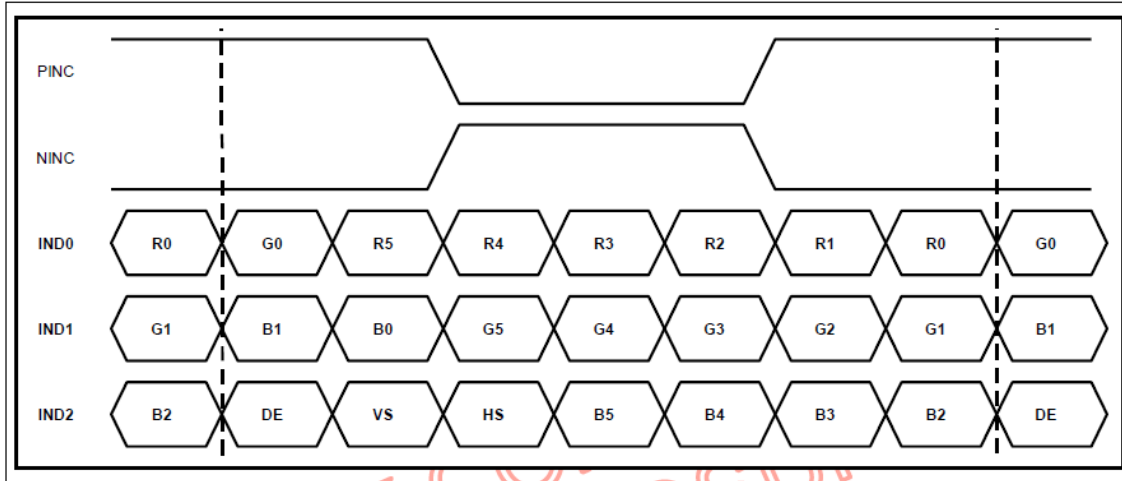 PINC
NINC
IND0 R0 G0 R5 R4 R3 R2 R1 R0 G0
IND1 G1 B1 B0 G5 G4 G3 G2 G1 B1
IND2 B2 DE VS HS B5 B4 B3 B2 DE